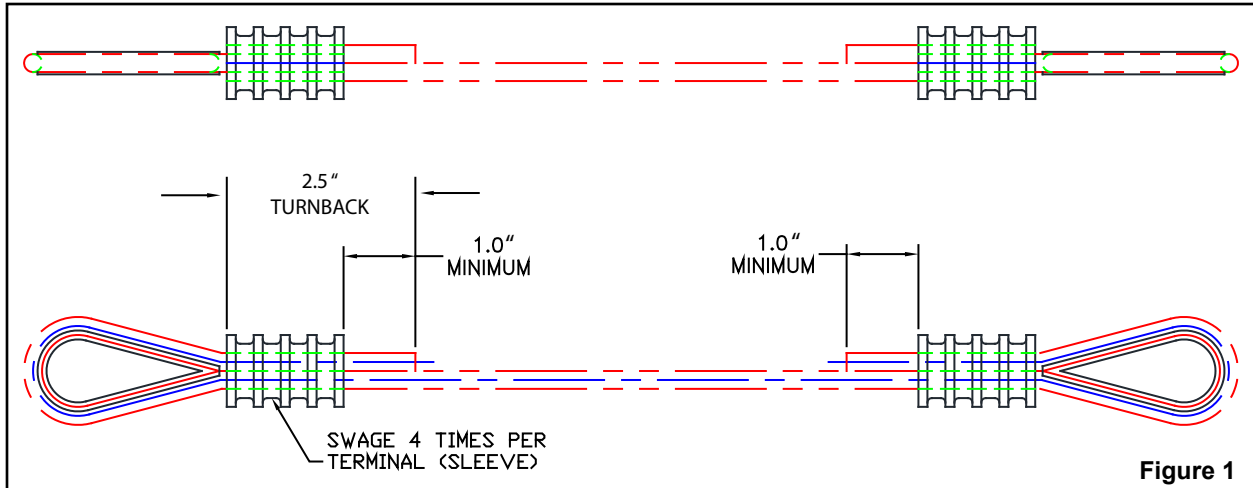 2.5"
TURNBACK
1.0"
MINIMUM
1.0"
MINIMUM
SWAGE 4 TIMES PER
TERMINAL (SLEEVE)
Figure 1